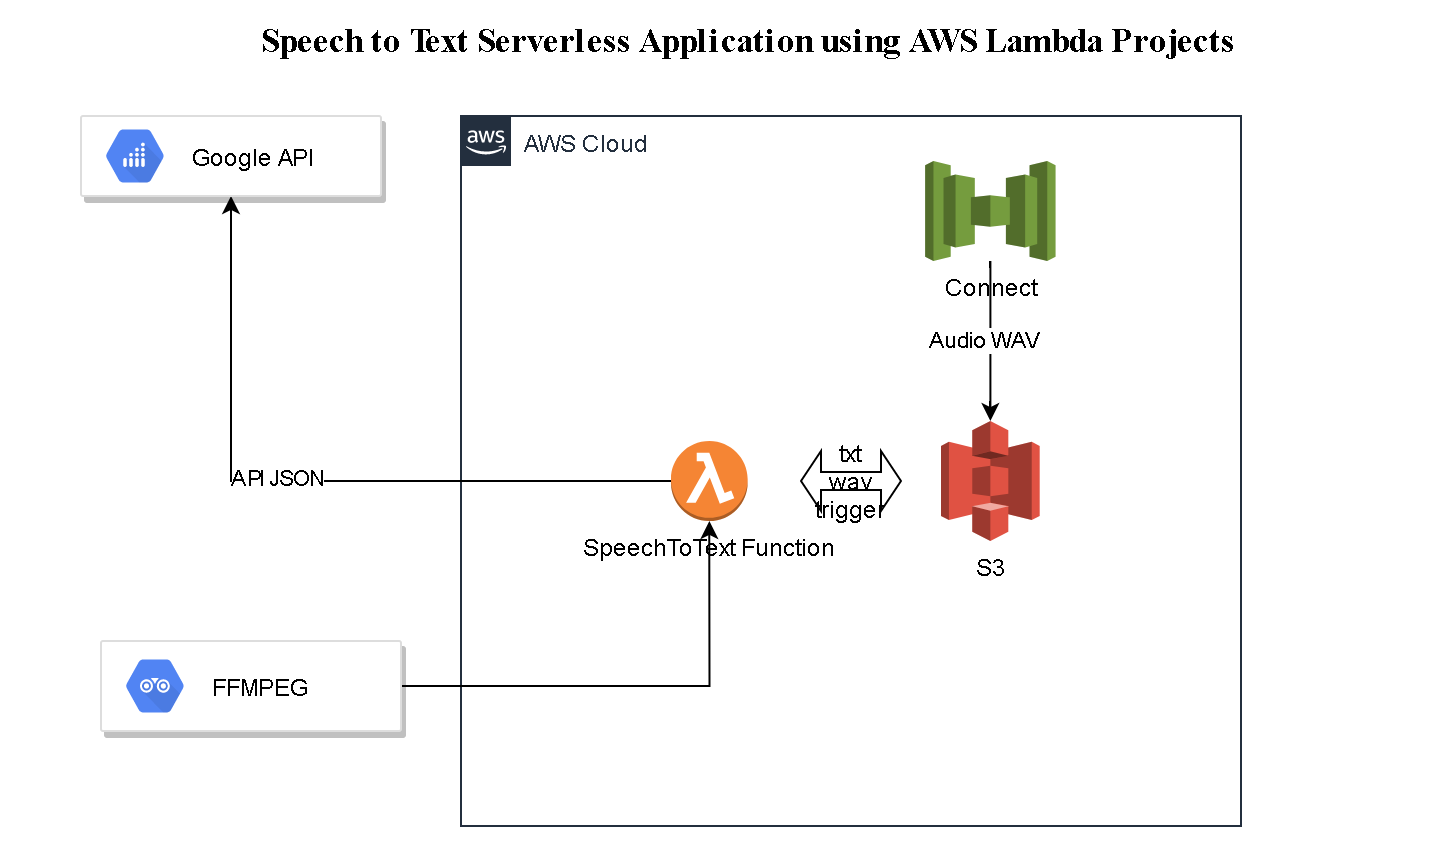 Speech to Text Serverless Application using AWS Lambda Projects
Google API
aws
AWS Cloud
Connect
Audio WAV
txt
wav
trigger
API JSON
SpeechToText Function
S3
FFMPEG